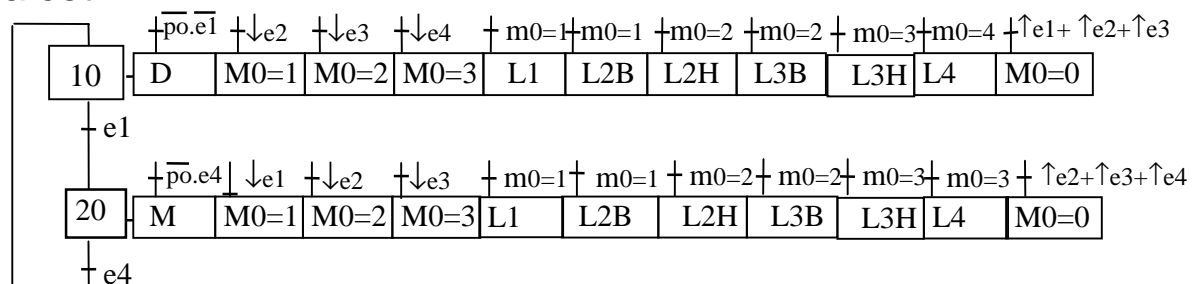 p̅o̅.e̅1̅ ↓e2 ↓e3 ↓e4 m0=1 m0=1 m0=2 m0=2 m0=3 m0=4 ↑e1+ ↑e2+↑e3
10 D M0=1 M0=2 M0=3 L1 L2B L2H L3B L3H L4 M0=0
e1
p̅o̅.e4 ↓e1 ↓e2 ↓e3 m0=1 m0=1 m0=2 m0=2 m0=3 m0=3 ↑e2+↑e3+↑e4
20 M M0=1 M0=2 M0=3 L1 L2B L2H L3B L3H L4 M0=0
e4